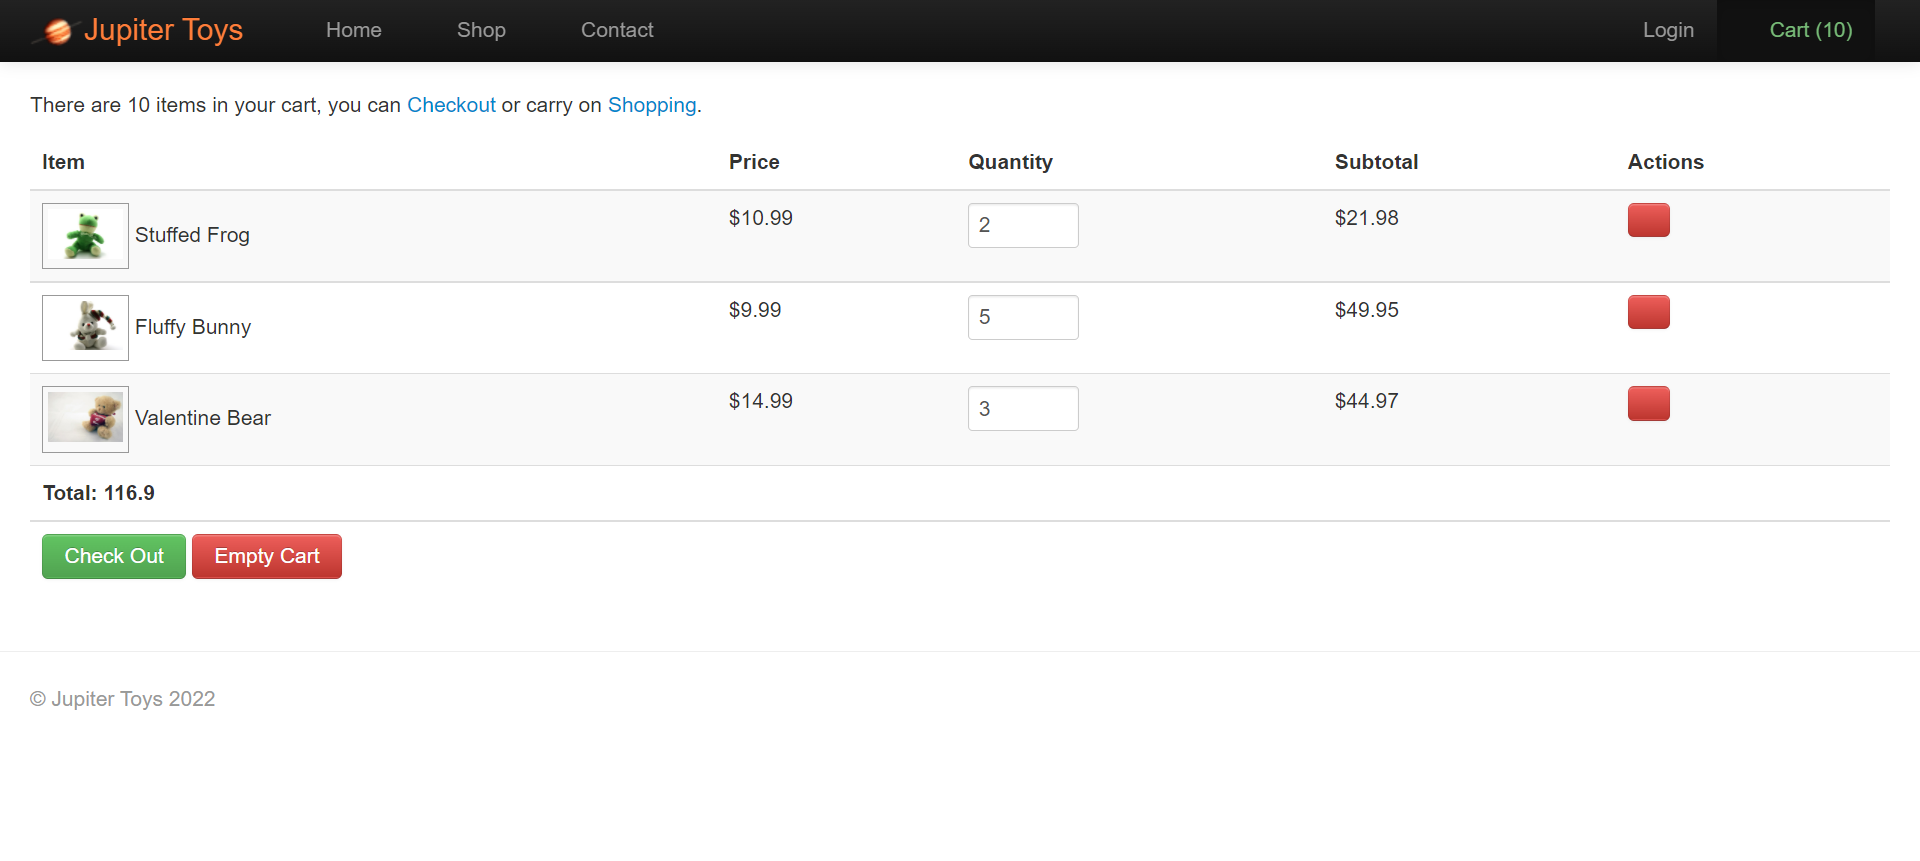 Jupiter Toys Home Shop Contact Login Cart (10)
There are 10 items in your cart, you can Checkout or carry on Shopping.
Item Price Quantity Subtotal Actions
Stuffed Frog $10.99 2 $21.98
Fluffy Bunny $9.99 5 $49.95
Valentine Bear $14.99 3 $44.97
Total: 116.9
Check Out Empty Cart
© Jupiter Toys 2022